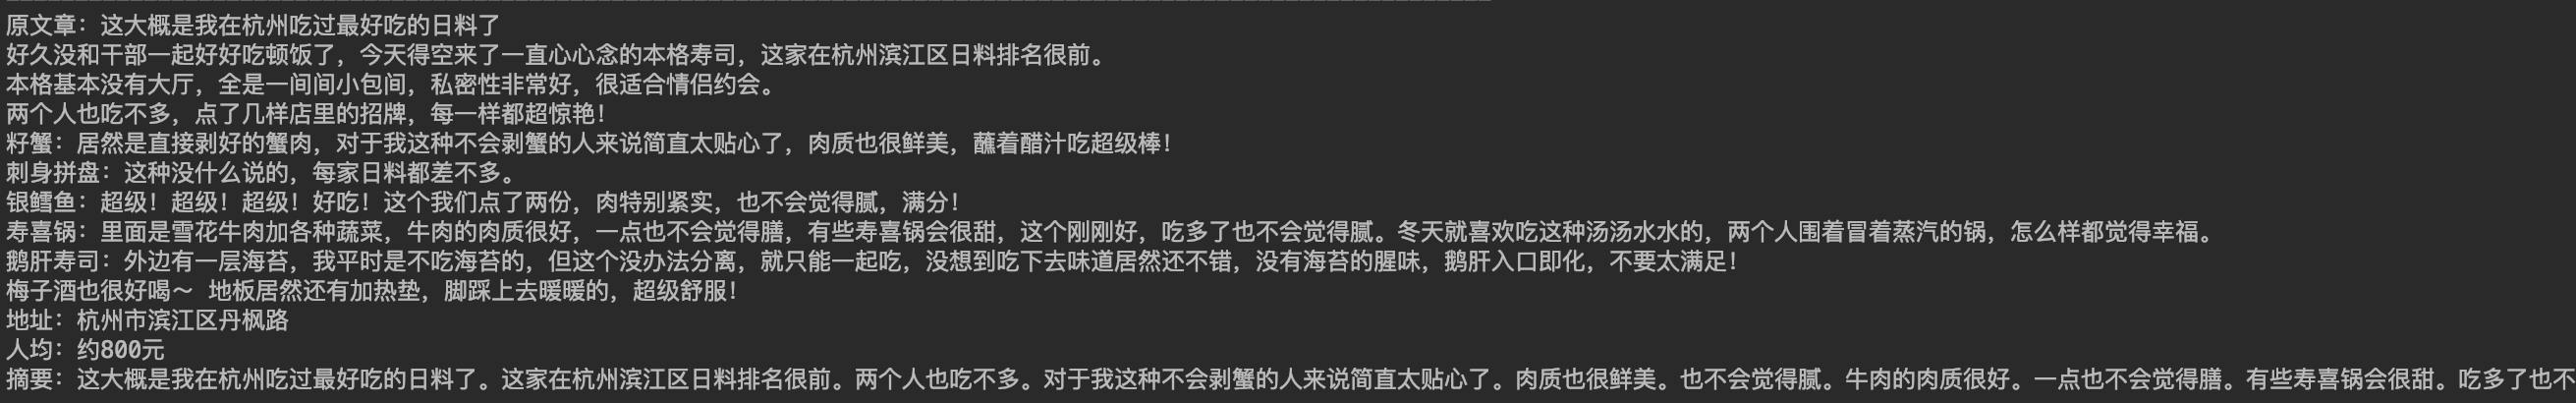 原文章：这大概是我在杭州吃过最好吃的日料了
好久没和干部一起好好吃顿饭了，今天得空来了一直心心念的本格寿司，这家在杭州滨江区日料排名很前。
本格基本没有大厅，全是一间间小包间，私密性非常好，很适合情侣约会。
两个人也吃不多，点了几样店里的招牌，每一样都超惊艳！
籽蟹：居然是直接剥好的蟹肉，对于我这种不会剥蟹的人来说简直太贴心了，肉质也很鲜美，蘸着醋汁吃超级棒！
刺身拼盘：这种没什么说的，每家日料都差不多。
银鳕鱼：超级！超级！超级！好吃！这个我们点了两份，肉特别紧实，也不会觉得腻，满分！
寿喜锅：里面是雪花牛肉加各种蔬菜，牛肉的肉质很好，一点也不会觉得膳，有些寿喜锅会很甜，这个刚刚好，吃多了也不会觉得腻。冬天就喜欢吃这种汤汤水水的，两个人围着冒着蒸汽的锅，怎么样都觉得幸福。
鹅肝寿司：外边有一层海苔，我平时是不吃海苔的，但这个没办法分离，就只能一起吃，没想到吃下去味道居然还不错，没有海苔的腥味，鹅肝入口即化，不要太满足！
梅子酒也很好喝～ 地板居然还有加热垫，脚踩上去暖暖的，超级舒服！
地址：杭州市滨江区丹枫路
人均：约800元
摘要：这大概是我在杭州吃过最好吃的日料了。这家在杭州滨江区日料排名很前。两个人也吃不多。对于我这种不会剥蟹的人来说简直太贴心了。肉质也很鲜美。也不会觉得腻。牛肉的肉质很好。一点也不会觉得膳。有些寿喜锅会很甜。吃多了也不